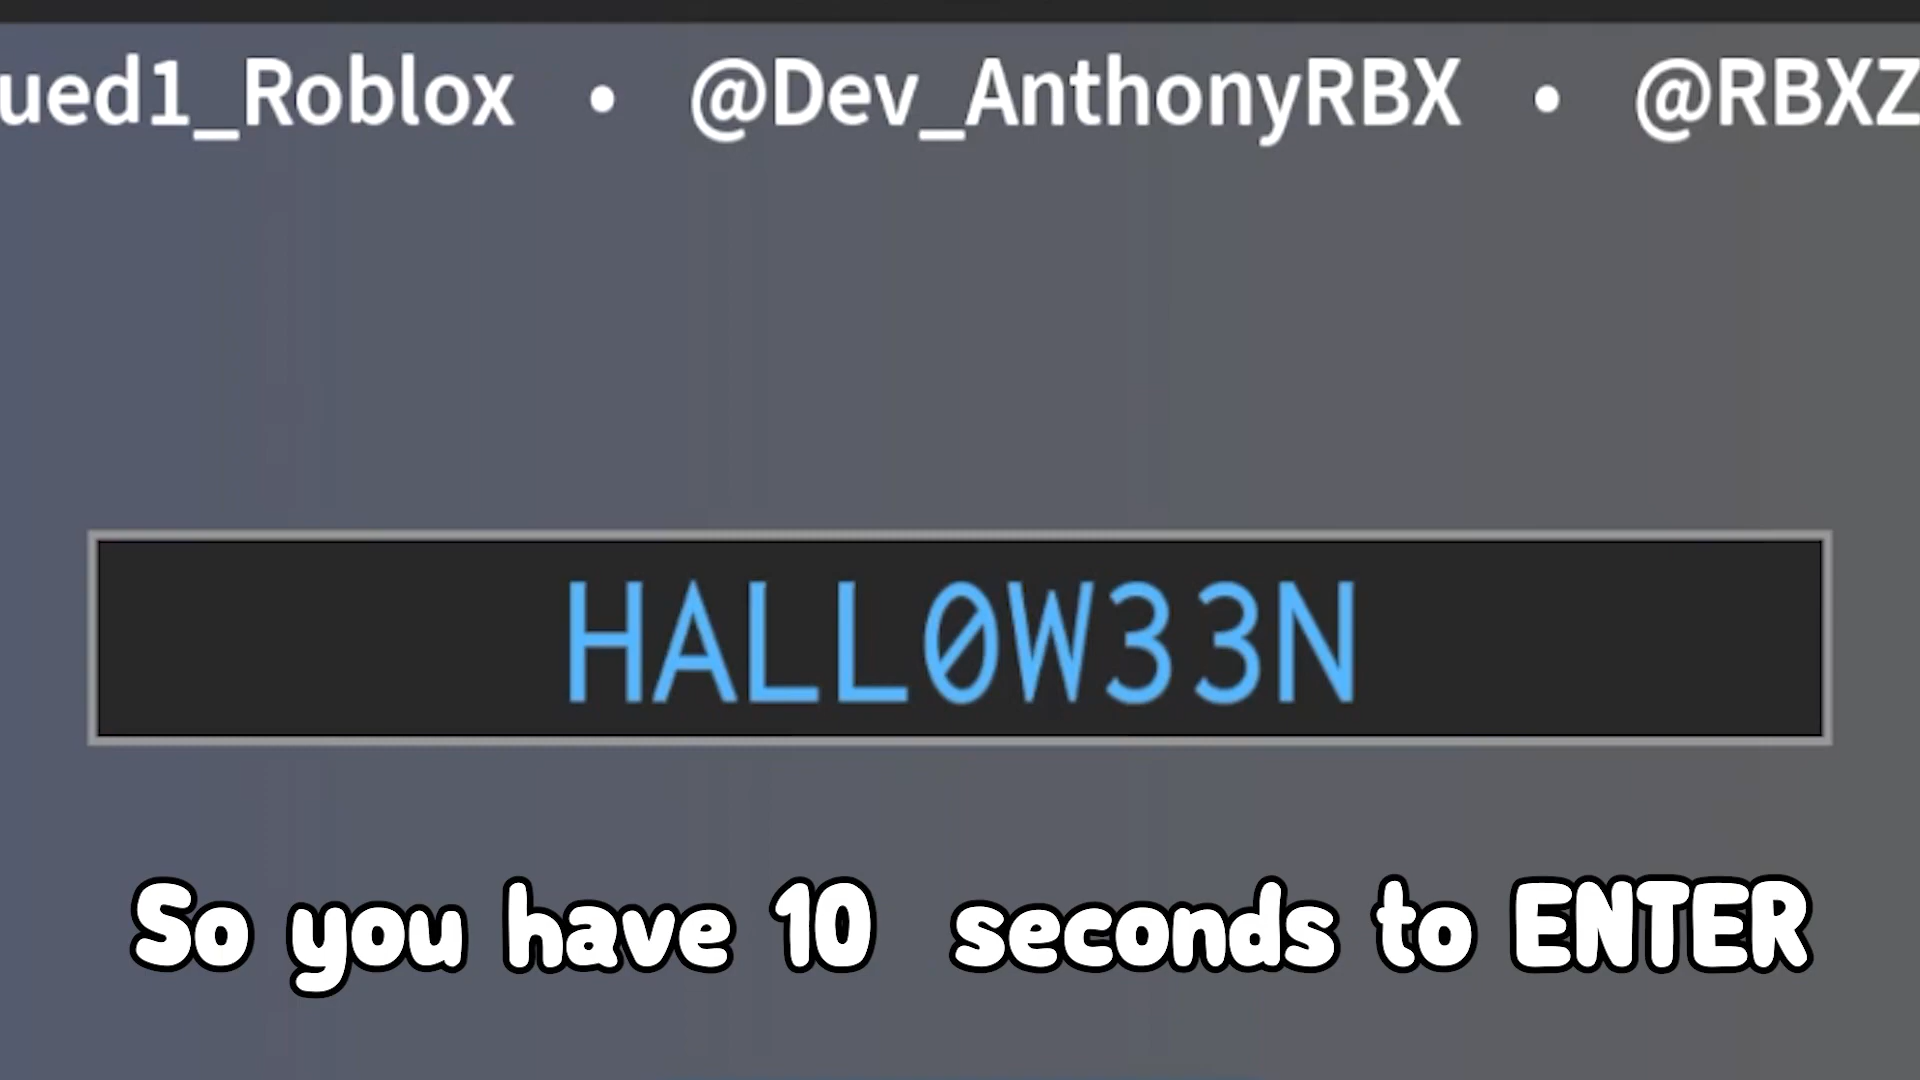 ued1_Roblox • @Dev_AnthonyRBX • @RBXZ
HALL0W33N
So you have 10 seconds to ENTER